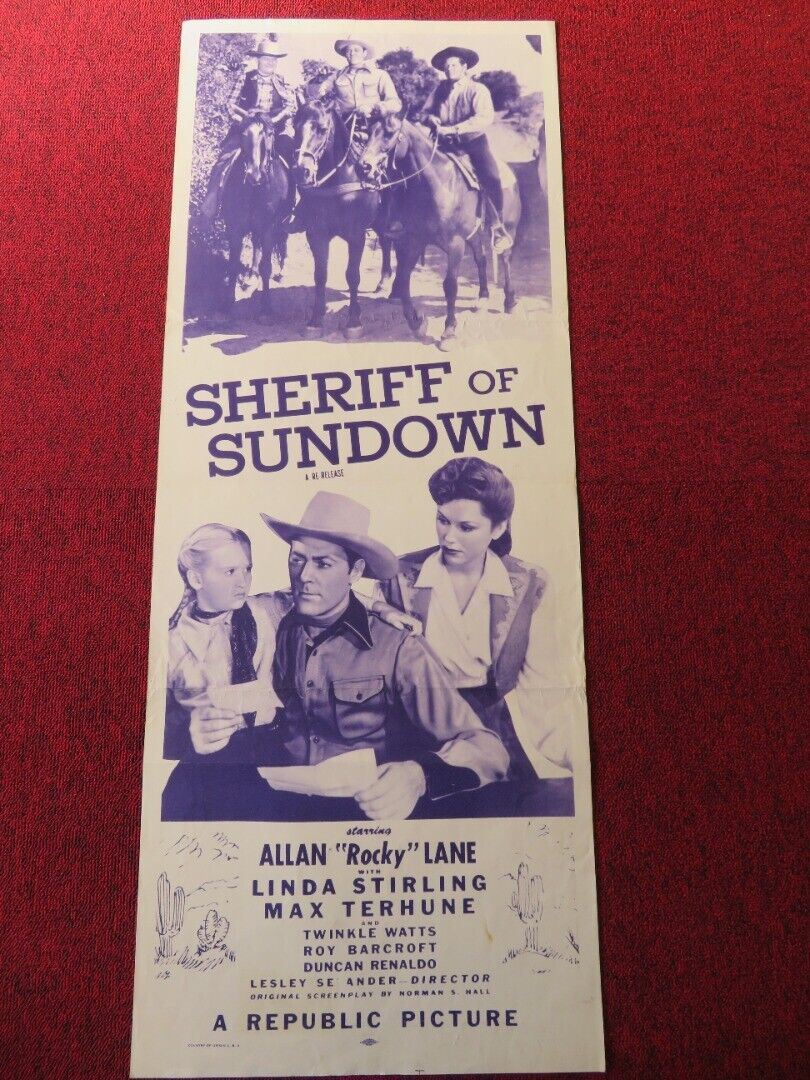 SHERIFF OF
SUNDOWN
A RE-RELEASE
starring
ALLAN "Rocky" LANE
WITH
LINDA STIRLING
MAX TERHUNE
AND
TWINKLE WATTS
ROY BARCROFT
DUNCAN RENALDO
LESLEY SE ANDER—DIRECTOR
ORIGINAL SCREENPLAY BY NORMAN S. HALL
A REPUBLIC PICTURE